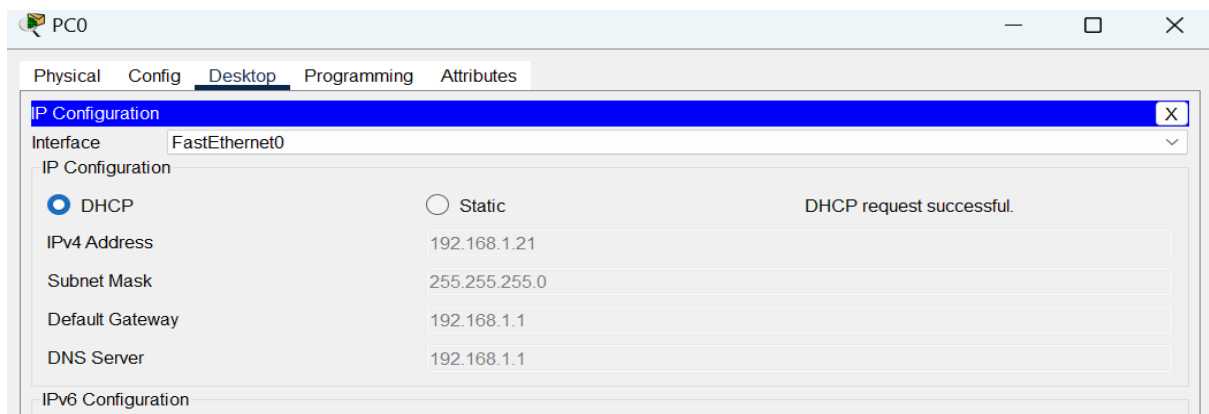 PC0
Physical Config Desktop Programming Attributes
IP Configuration X
Interface FastEthernet0
IP Configuration
DHCP Static DHCP request successful.
IPv4 Address 192.168.1.21
Subnet Mask 255.255.255.0
Default Gateway 192.168.1.1
DNS Server 192.168.1.1
IPv6 Configuration